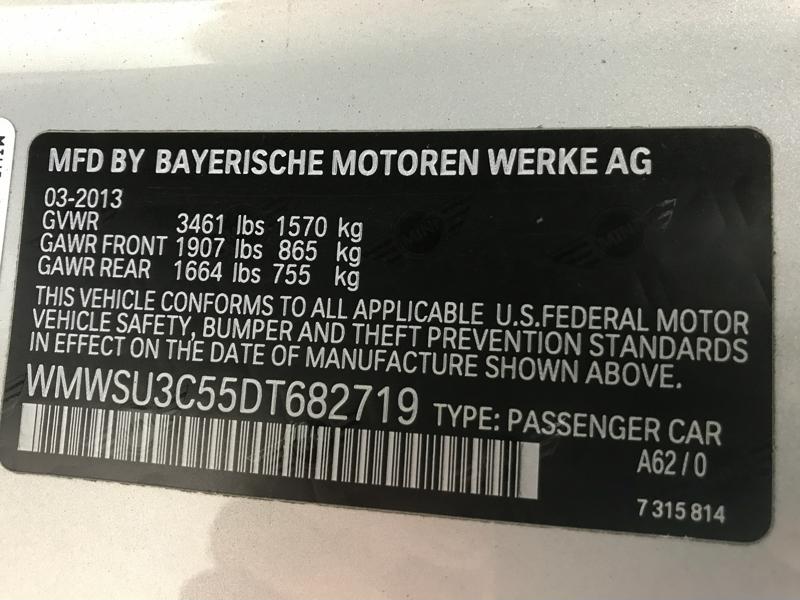 MFD BY BAYERISCHE MOTOREN WERKE AG
03-2013
GVWR 3461 lbs 1570 kg
GAWR FRONT 1907 lbs 865 kg
GAWR REAR 1664 lbs 755 kg
THIS VEHICLE CONFORMS TO ALL APPLICABLE U.S.FEDERAL MOTOR
VEHICLE SAFETY, BUMPER AND THEFT PREVENTION STANDARDS
IN EFFECT ON THE DATE OF MANUFACTURE SHOWN ABOVE.
WMWSU3C55DT682719 TYPE: PASSENGER CAR
A62/0
7 315 814